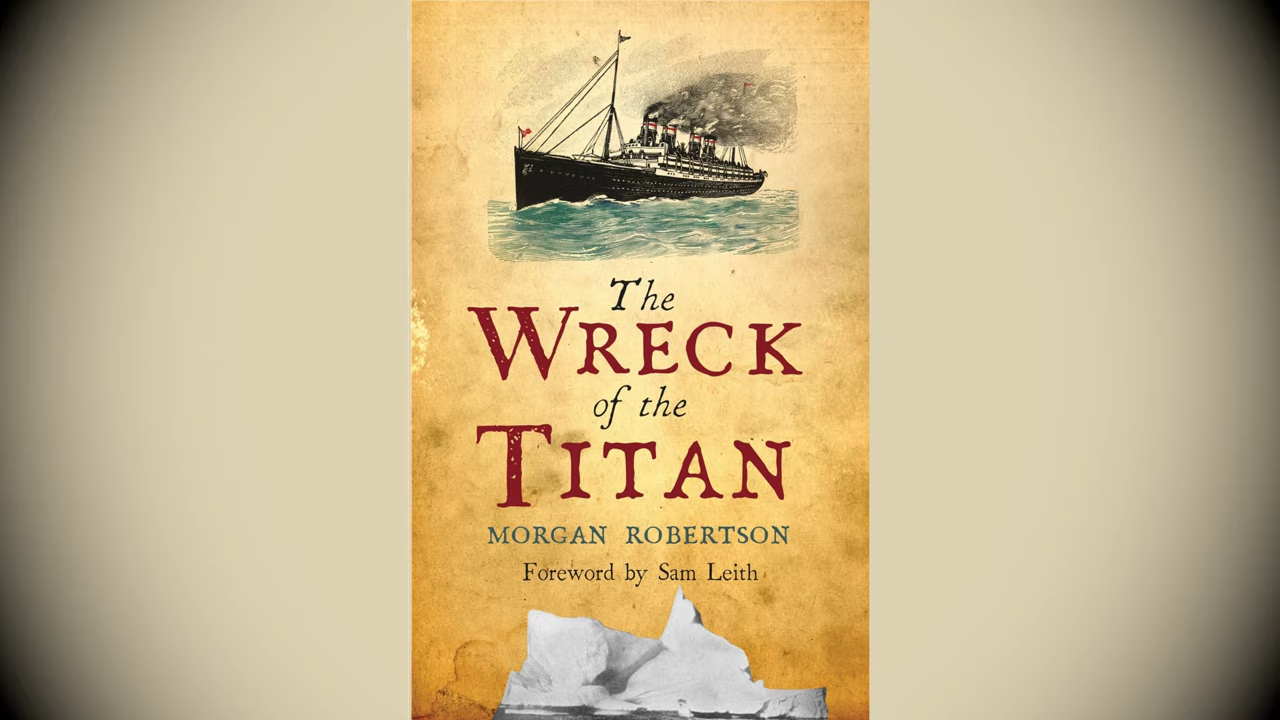 The
WRECK
of the
TITAN
MORGAN ROBERTSON
Foreword by Sam Leith